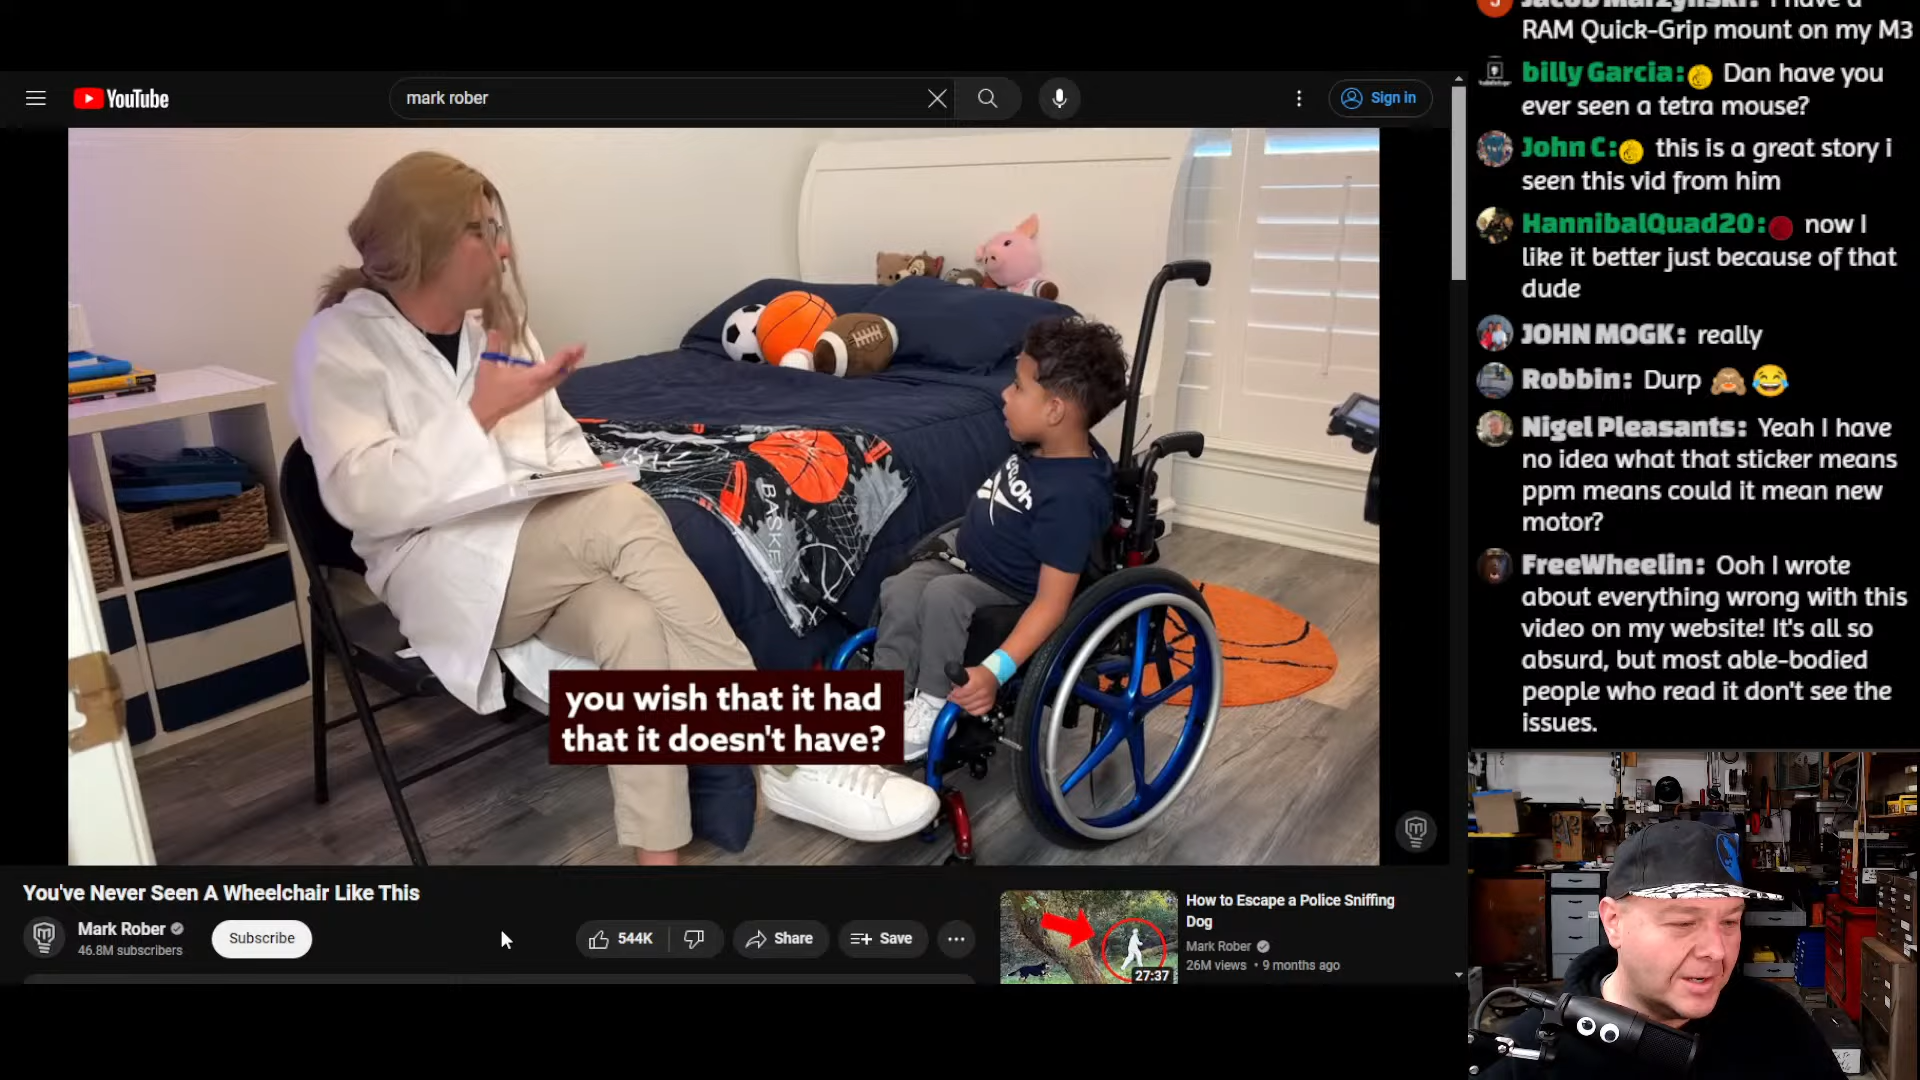 YouTube
mark rober
Sign in
BASKE
you wish that it had
that it doesn't have?
You've Never Seen A Wheelchair Like This
Mark Rober
46.8M subscribers
Subscribe
544K
Share
Save
27:37
How to Escape a Police Sniffing
Dog
Mark Rober
26M views • 9 months ago
Jacob Marzynski: I have a
RAM Quick-Grip mount on my M3
billy Garcia: Dan have you
ever seen a tetra mouse?
John C: this is a great story i
seen this vid from him
HannibalQuad20: now I
like it better just because of that
dude
JOHN MOGK: really
Robbin: Durp
Nigel Pleasants: Yeah I have
no idea what that sticker means
ppm means could it mean new
motor?
FreeWheelin: Ooh I wrote
about everything wrong with this
video on my website! It's all so
absurd, but most able-bodied
people who read it don't see the
issues.